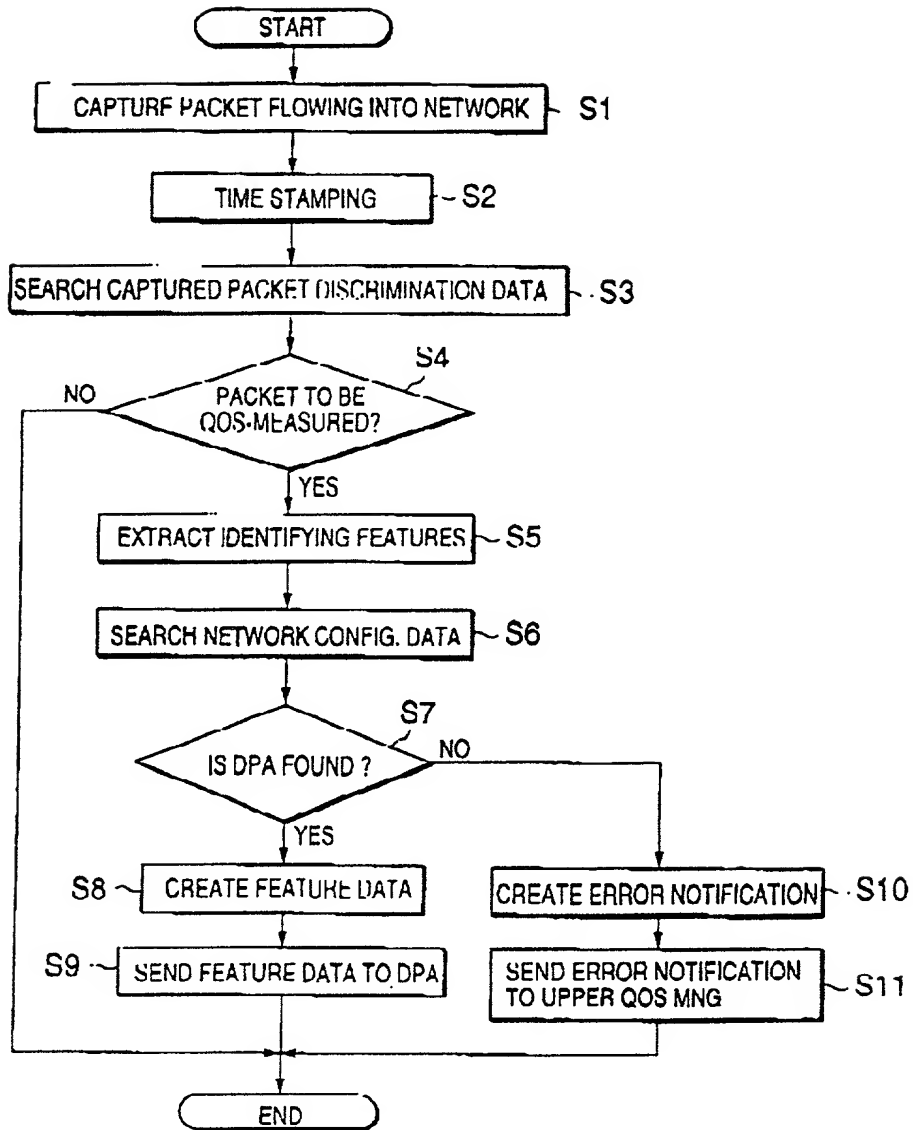 START
CAPTURE PACKET FLOWING INTO NETWORK
S1
TIME STAMPING
S2
SEARCH CAPTURED PACKET DISCRIMINATION DATA
S3
S4
NO
PACKET TO BE
QOS-MEASURED?
YES
EXTRACT IDENTIFYING FEATURES
S5
SEARCH NETWORK CONFIG. DATA
S6
S7
IS DPA FOUND ?
NO
YES
S8
CREATE FEATURE DATA
CREATE ERROR NOTIFICATION
S10
S9
SEND FEATURE DATA TO DPA
SEND ERROR NOTIFICATION
TO UPPER QOS MNG
S11
END